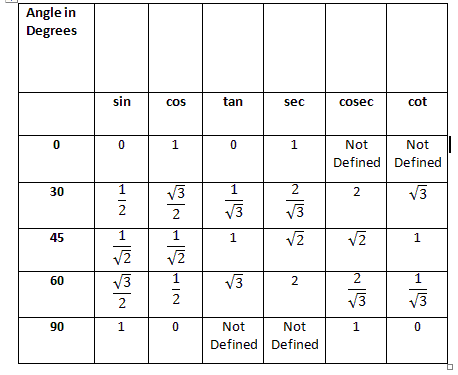 Angle in
Degrees
sin cos tan sec cosec cot
0 0 1 0 1 Not Defined Not Defined
30 1/2 √3/2 1/√3 2/√3 2 √3
45 1/√2 1/√2 1 √2 √2 1
60 √3/2 1/2 √3 2 2/√3 1/√3
90 1 0 Not Defined Not Defined 1 0